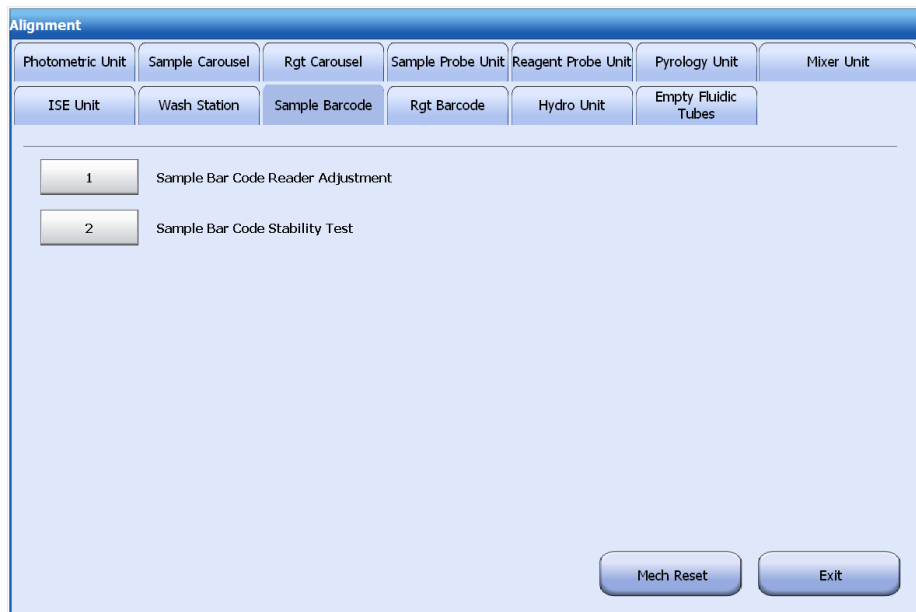 Alignment
Photometric Unit
Sample Carousel
Rgt Carousel
Sample Probe Unit
Reagent Probe Unit
Pyrology Unit
Mixer Unit
ISE Unit
Wash Station
Sample Barcode
Rgt Barcode
Hydro Unit
Empty Fluidic
Tubes
1 Sample Bar Code Reader Adjustment
2 Sample Bar Code Stability Test
Mech Reset
Exit